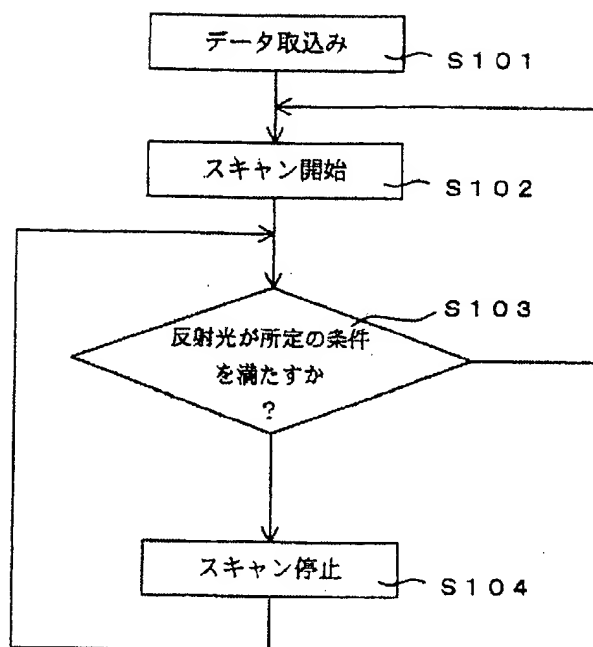 データ取込み
S101
スキャン開始
S102
S103
反射光が所定の条件
を満たすか
?
スキャン停止
S104